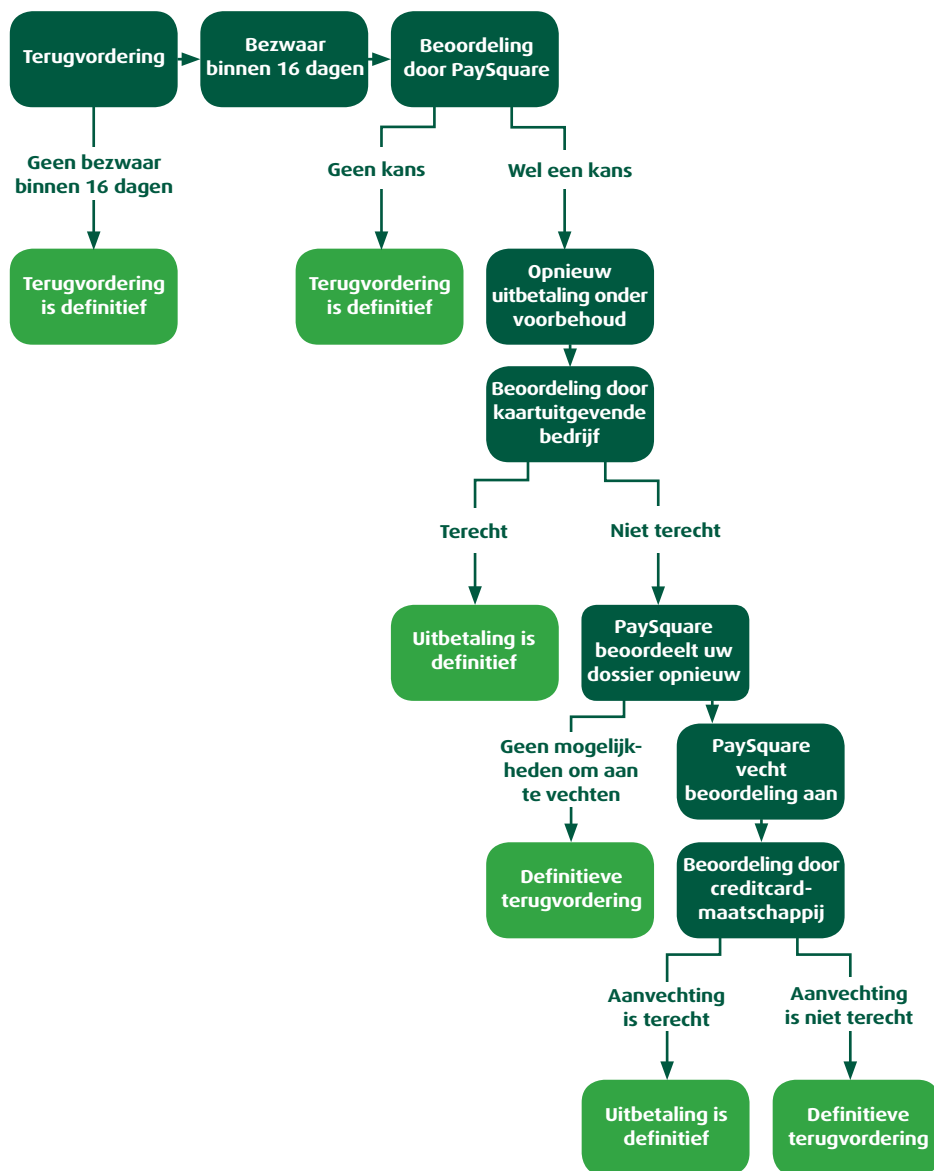 Terugvordering
Bezwaar
binnen 16 dagen
Beoordeling
door PaySquare
Geen bezwaar
binnen 16 dagen
Geen kans
Wel een kans
Terugvordering
is definitief
Terugvordering
is definitief
Opnieuw
uitbetaling onder
voorbehoud
Beoordeling door
kaartuitgevende
bedrijf
Terecht
Niet terecht
Uitbetaling is
definitief
PaySquare
beoordeelt uw
dossier opnieuw
Geen mogelijk-
heden om aan
te vechten
PaySquare
vecht
beoordeling aan
Definitieve
terugvordering
Beoordeling door
creditcard-
maatschappij
Aanvechting
is terecht
Aanvechting
is niet terecht
Uitbetaling is
definitief
Definitieve
terugvordering